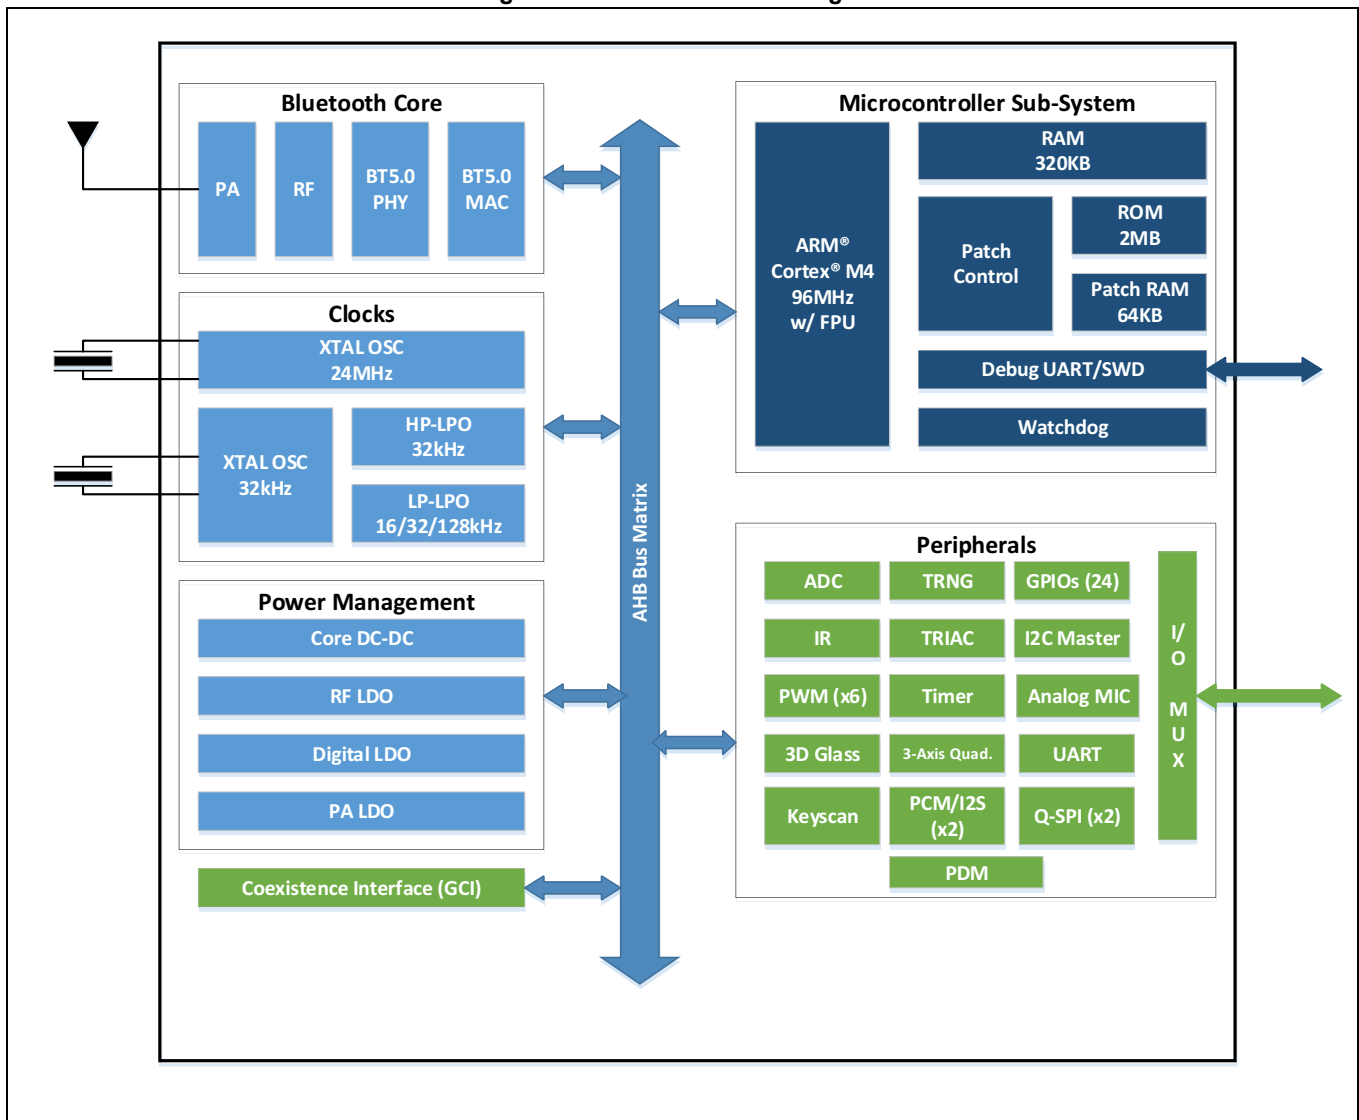 Bluetooth Core
PA
RF
BT5.0
PHY
BT5.0
MAC
Clocks
XTAL OSC
24MHz
XTAL OSC
32kHz
HP-LPO
32kHz
LP-LPO
16/32/128kHz
Power Management
Core DC-DC
RF LDO
Digital LDO
PA LDO
Coexistence Interface (GCI)
AHB Bus Matrix
Microcontroller Sub-System
ARM®
Cortex® M4
96MHz
w/ FPU
RAM
320KB
Patch
Control
ROM
2MB
Patch RAM
64KB
Debug UART/SWD
Watchdog
Peripherals
ADC
TRNG
GPIOs (24)
IR
TRIAC
I2C Master
PWM (x6)
Timer
Analog MIC
3D Glass
3-Axis Quad.
UART
Keyscan
PCM/I2S
(x2)
Q-SPI (x2)
PDM
I/
O
M
U
X